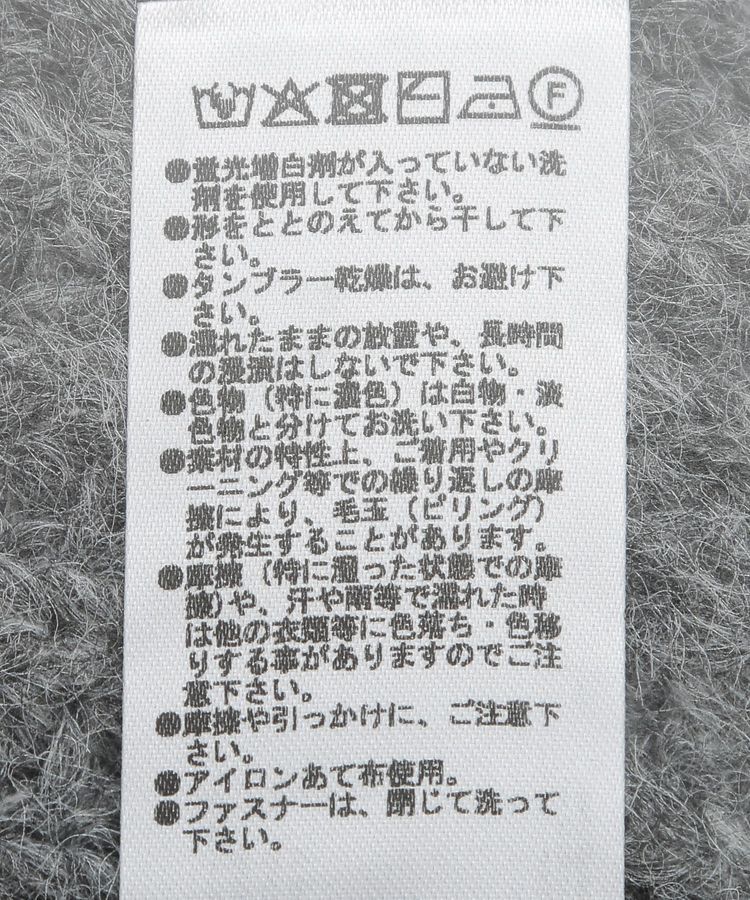 F
●蛍光増白剤が入っていない洗
剤を使用して下さい。
●形をととのえてから干して下
さい。
●タンブラー乾燥は、お避け下
さい。
●濡れたままの放置や、長時間
の浸漬はしないで下さい。
●色物（特に濃色）は白物・淡
色物と分けてお洗い下さい。
●素材の特性上、ご着用やクリ
ーニング等での繰り返しの摩
擦により、毛玉（ピリング）
が発生することがあります。
●摩擦（特に湿った状態での摩
擦)や、汗や雨等で濡れた時
は他の衣類等に色落ち・色移
りする事がありますのでご注
意下さい。
●摩擦や引っかけに、ご注意下
さい。
●アイロンあて布使用。
●ファスナーは、閉じて洗って
下さい。